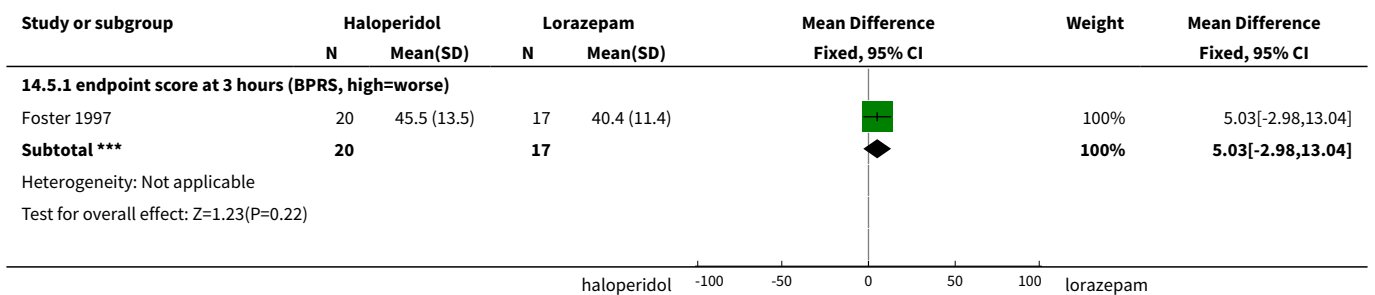 Study or subgroup Haloperidol Lorazepam Mean Difference Weight Mean Difference
N Mean(SD) N Mean(SD) Fixed, 95% CI Fixed, 95% CI
14.5.1 endpoint score at 3 hours (BPRS, high=worse)
Foster 1997 20 45.5 (13.5) 17 40.4 (11.4) 100% 5.03[-2.98,13.04]
Subtotal *** 20 17 100% 5.03[-2.98,13.04]
Heterogeneity: Not applicable
Test for overall effect: Z=1.23(P=0.22)
haloperidol -100 -50 0 50 100 lorazepam